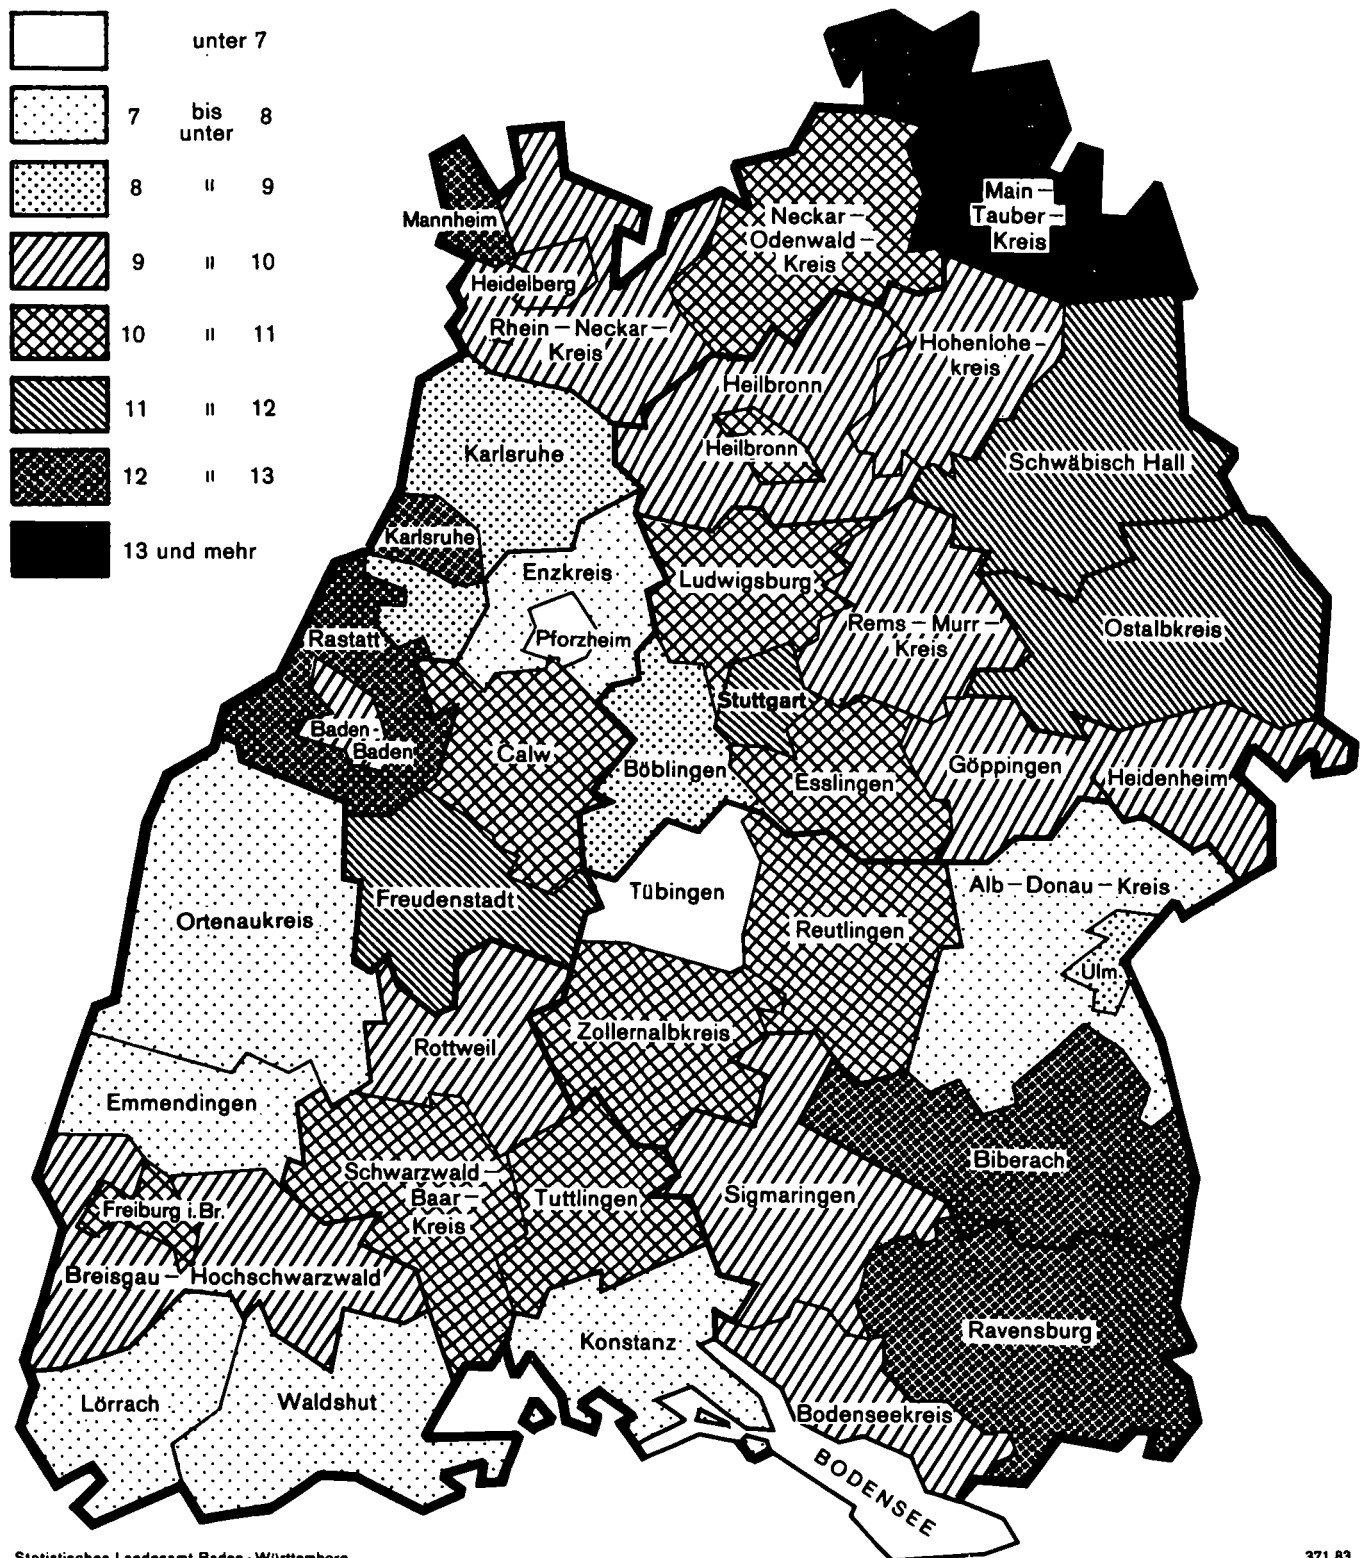 unter 7
7 bis unter 8
8 " 9
9 " 10
10 " 11
11 " 12
12 " 13
13 und mehr
Main-
Tauber-
Kreis
Neckar-
Odenwald-
Kreis
Mannheim
Heidelberg
Rhein-Neckar-
Kreis
Hohenlohe-
kreis
Heilbronn
Heilbronn
Karlsruhe
Schwäbisch Hall
Karlsruhe
Enzkreis
Ludwigsburg
Pforzheim
Rastatt
Rems-Murr-
Kreis
Ostalbkreis
Stuttgart
Baden-
Baden
Calw
Böblingen
Esslingen
Göppingen
Heidenheim
Freudenstadt
Tübingen
Alb-Donau-Kreis
Ortenaukreis
Reutlingen
Ulm
Rottweil
Zollernalbkreis
Emmendingen
Schwarzwald-
Baar-
Kreis
Tuttlingen
Sigmaringen
Biberach
Freiburg i.Br.
Breisgau-Hochschwarzwald
Konstanz
Ravensburg
Lörrach
Waldshut
Bodenseekreis
BODENSEE
Statistisches Landesamt Baden-Württemberg
371 83